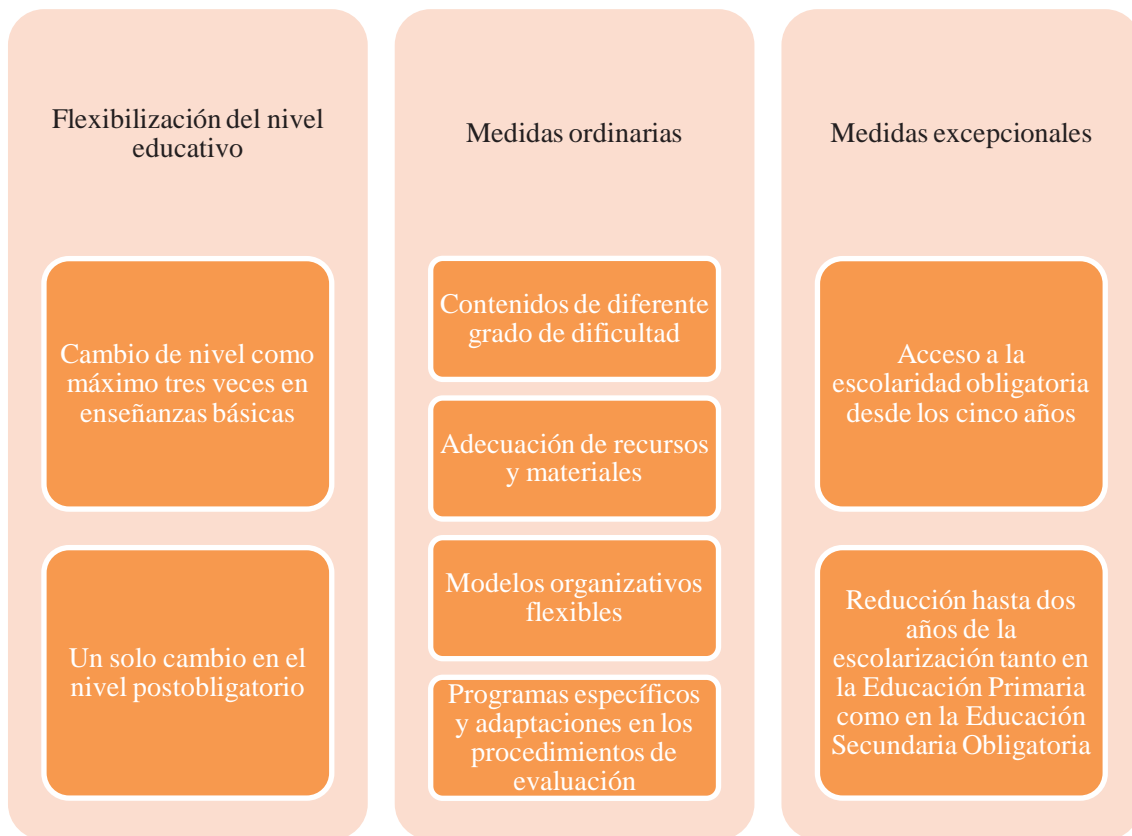 Flexibilización del nivel
educativo
Cambio de nivel como
máximo tres veces en
enseñanzas básicas
Un solo cambio en el
nivel postobligatorio
Medidas ordinarias
Contenidos de diferente
grado de dificultad
Adecuación de recursos
y materiales
Modelos organizativos
flexibles
Programas específicos
y adaptaciones en los
procedimientos de
evaluación
Medidas excepcionales
Acceso a la
escolaridad obligatoria
desde los cinco años
Reducción hasta dos
años de la
escolarización tanto en
la Educación Primaria
como en la Educación
Secundaria Obligatoria